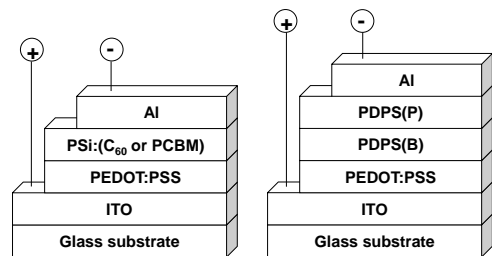 +
-
Al
PSi:(C₆₀ or PCBM)
PEDOT:PSS
ITO
Glass substrate
+
-
Al
PDPS(P)
PDPS(B)
PEDOT:PSS
ITO
Glass substrate